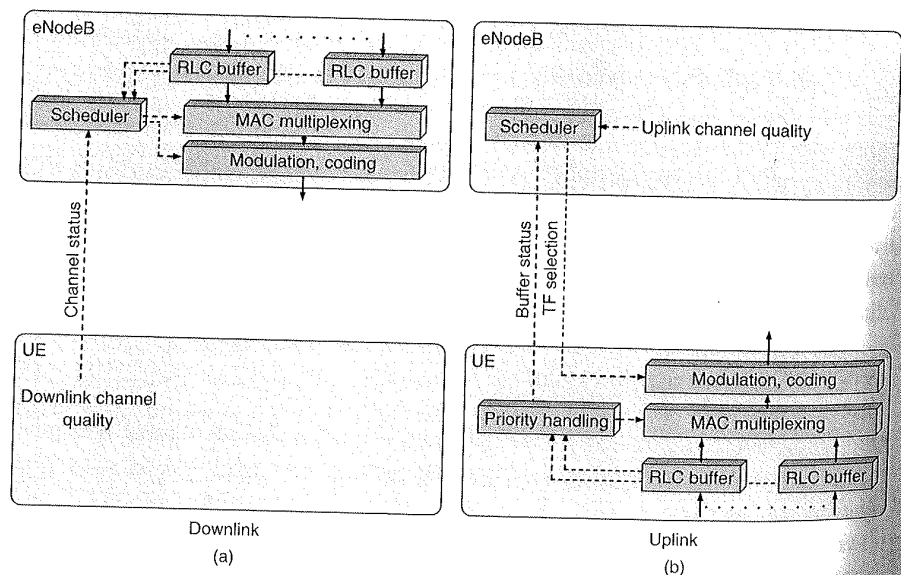 eNodeB
RLC buffer
RLC buffer
Scheduler
MAC multiplexing
Modulation, coding
Channel status
UE
Downlink channel
quality
Downlink
(a)
eNodeB
Scheduler
Uplink channel quality
Buffer status
TF selection
UE
Modulation, coding
Priority handling
MAC multiplexing
RLC buffer
RLC buffer
Uplink
(b)